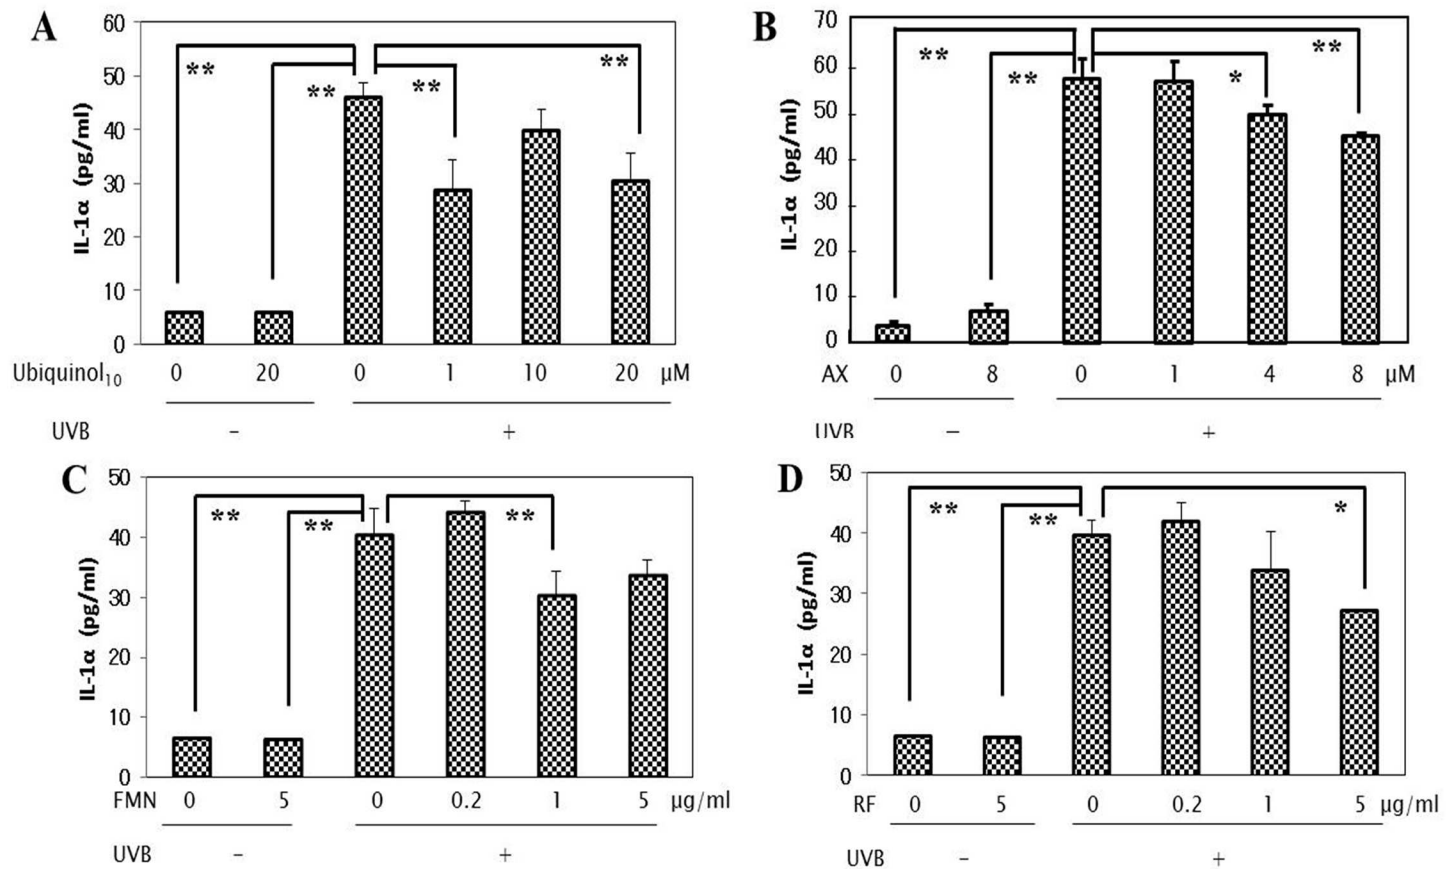 A
60
50
40
30
20
10
0
IL-1α (pg/ml)
** ** ** **
Ubiquinol10 0 20 0 1 10 20 μM
UVB − +
B
70
60
50
40
30
20
10
0
IL-1α (pg/ml)
** ** * **
AX 0 8 0 1 4 8 μM
UVB − +
C
50
40
30
20
10
0
IL-1α (pg/ml)
** ** **
FMN 0 5 0 0.2 1 5 μg/ml
UVB − +
D
50
40
30
20
10
0
IL-1α (pg/ml)
** ** *
RF 0 5 0 0.2 1 5 μg/ml
UVB − +